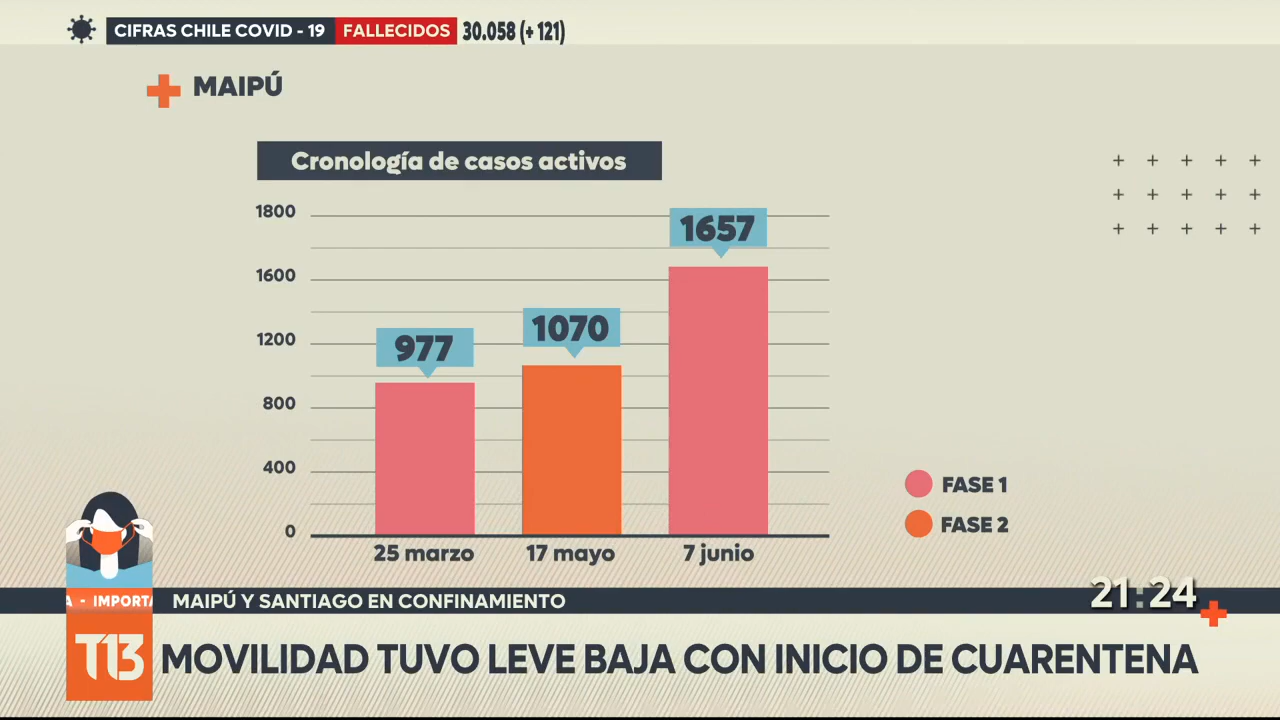 CIFRAS CHILE COVID - 19 FALLECIDOS 30.058 (+ 121)
MAIPÚ
Cronología de casos activos
1800
1600
1200
800
400
0
977
1070
1657
25 marzo 17 mayo 7 junio
FASE 1
FASE 2
21:24
A - IMPORTA
MAIPÚ Y SANTIAGO EN CONFINAMIENTO
T13
MOVILIDAD TUVO LEVE BAJA CON INICIO DE CUARENTENA